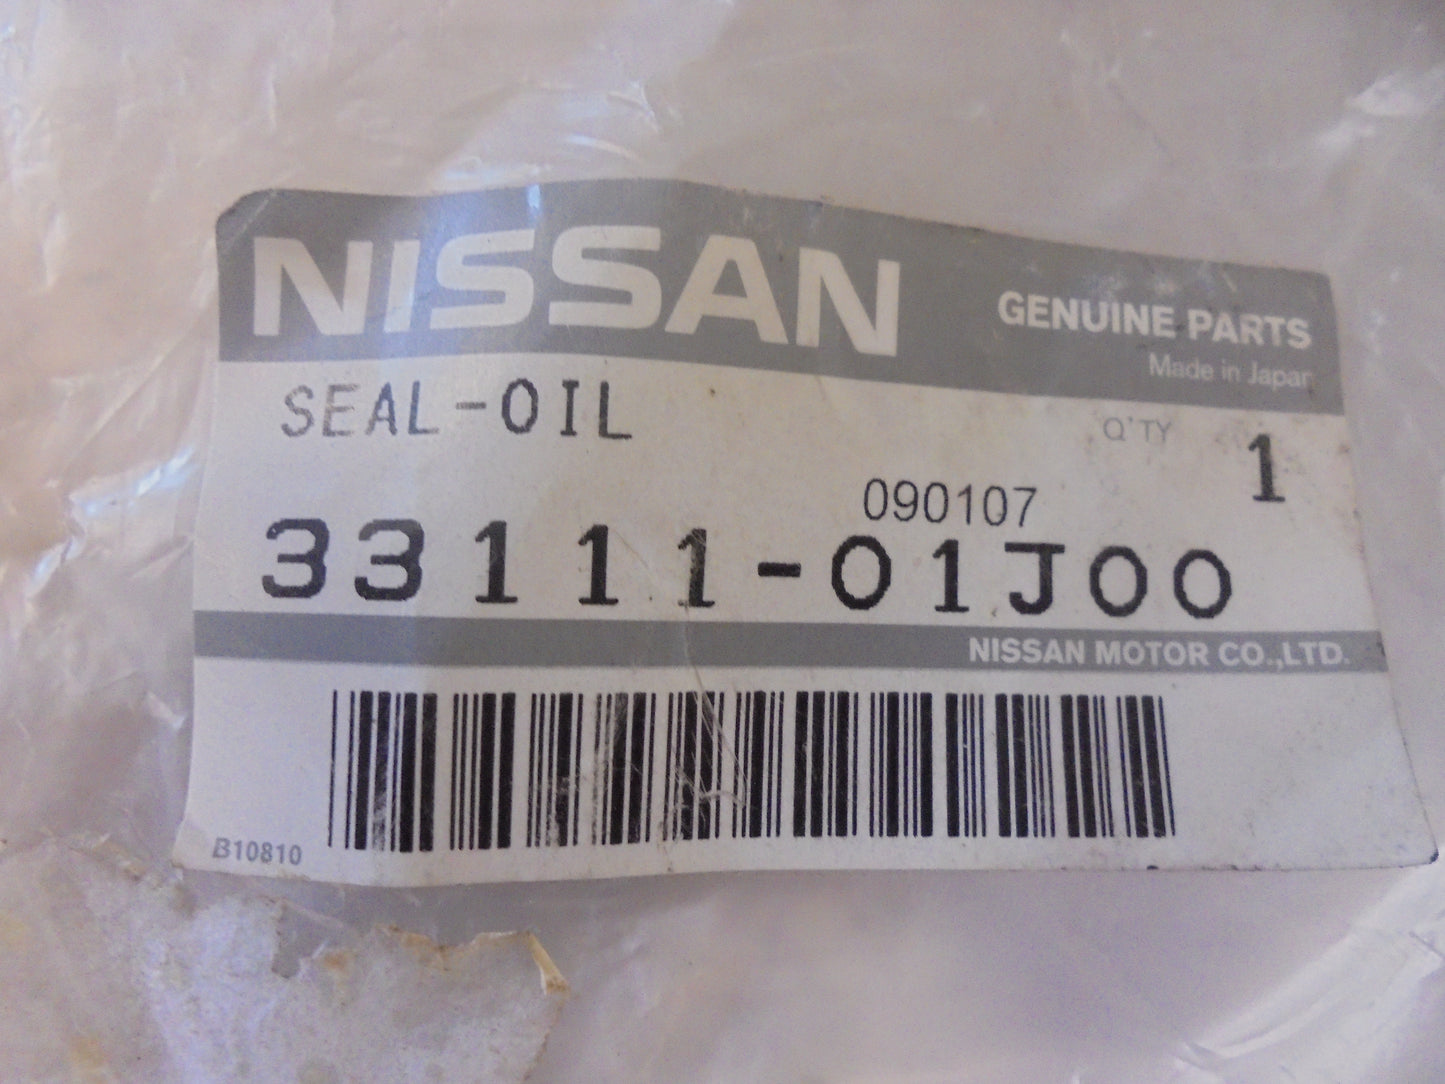 NISSAN
GENUINE PARTS
Made in Japan
SEAL-OIL
Q'TY 1
090107
33111-01J00
NISSAN MOTOR CO.,LTD.
B10810